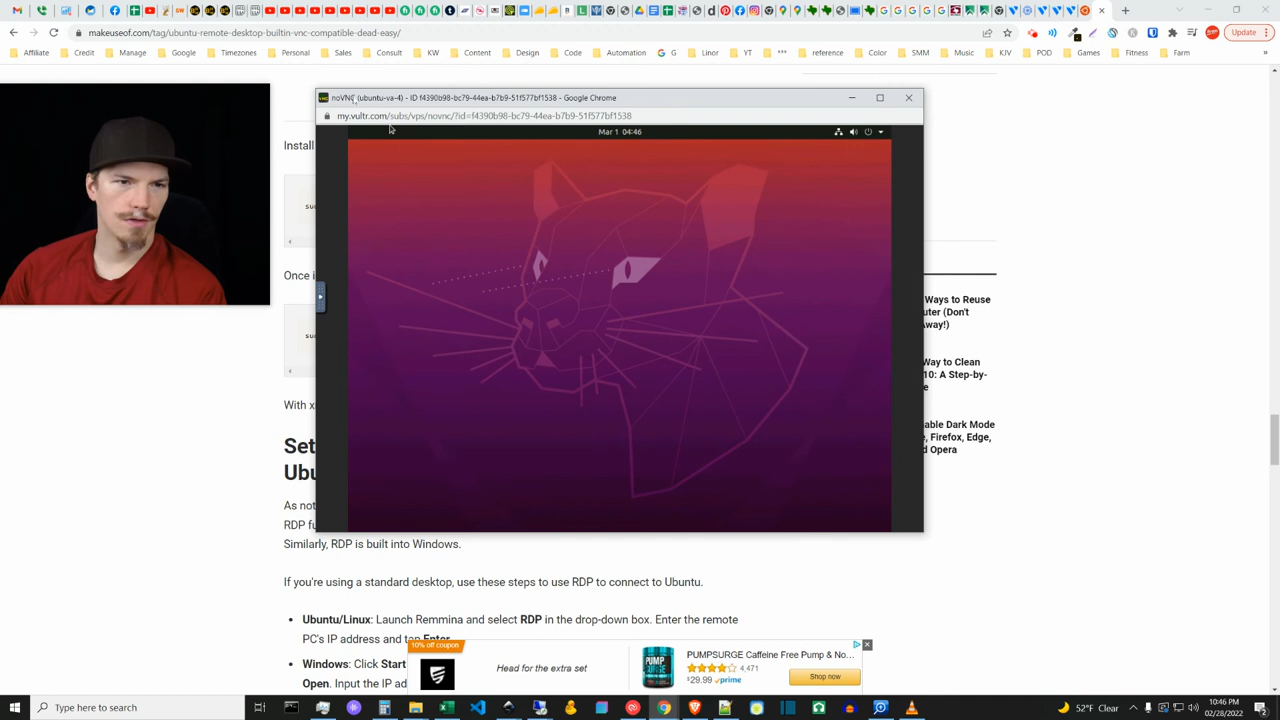 makeuseof.com/tag/ubuntu-remote-desktop-builtin-vnc-compatible-dead-easy/
Update
Affiliate
Credit
Manage
Google
Timezones
Personal
Sales
Consult
KW
Content
Design
Code
Automation
G
Linor
YT
***
reference
Color
SMM
Music
KJV
POD
Games
Fitness
Farm
noVNC (ubuntu-va-4) - ID f4390b98-bc79-44ea-b7b9-51f577bf1538 - Google Chrome
my.vultr.com/subs/vps/novnc/?id=f4390b98-bc79-44ea-b7b9-51f577bf1538
Mar 1 04:46
Install
Once i
Ways to Reuse
uter (Don't
Away!)
Way to Clean
10: A Step-by-
e
able Dark Mode
, Firefox, Edge,
d Opera
With x
Set
Ubu
As not
RDP fu
Similarly, RDP is built into Windows.
If you're using a standard desktop, use these steps to use RDP to connect to Ubuntu.
Ubuntu/Linux: Launch Remmina and select RDP in the drop-down box. Enter the remote
PC's IP address and tap Enter
Windows: Click Start
Open. Input the IP ad
10% off coupon
Head for the extra set
PUMPSURGE Caffeine Free Pump & No...
4,471
$29.99 prime
Shop now
Type here to search
52°F Clear
10:46 PM
02/28/2022